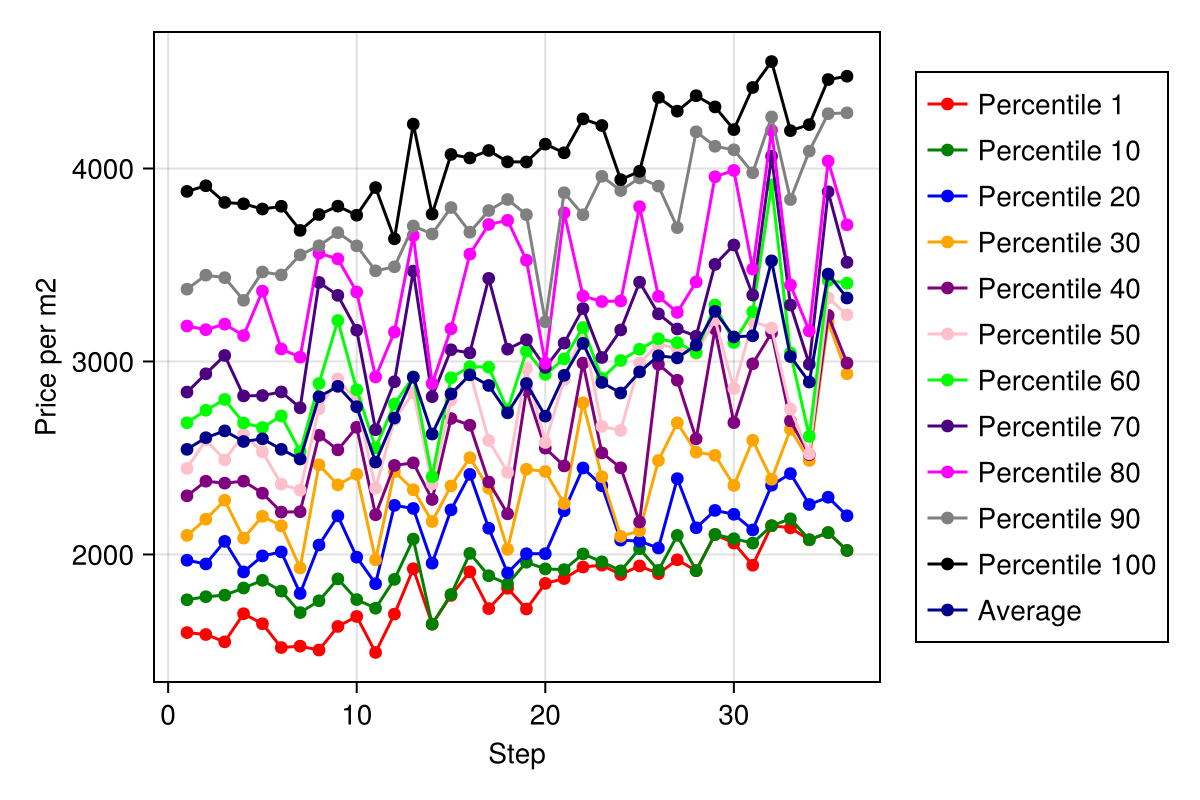 4000
3000
2000
0
10
20
30
Price per m2
Step
Percentile 1
Percentile 10
Percentile 20
Percentile 30
Percentile 40
Percentile 50
Percentile 60
Percentile 70
Percentile 80
Percentile 90
Percentile 100
Average